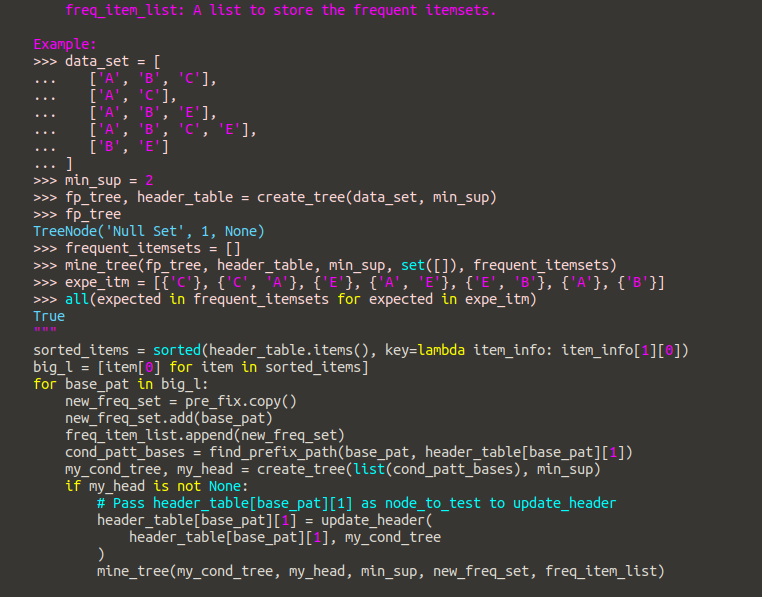 freq_item_list: A list to store the frequent itemsets.
Example:
>>> data_set = [
...    ['A', 'B', 'C'],
...    ['A', 'C'],
...    ['A', 'B', 'E'],
...    ['A', 'B', 'C', 'E'],
...    ['B', 'E']
... ]
>>> min_sup = 2
>>> fp_tree, header_table = create_tree(data_set, min_sup)
>>> fp_tree
TreeNode('Null Set', 1, None)
>>> frequent_itemsets = []
>>> mine_tree(fp_tree, header_table, min_sup, set([]), frequent_itemsets)
>>> expe_itm = [{'C'}, {'C', 'A'}, {'E'}, {'A', 'E'}, {'E', 'B'}, {'A'}, {'B'}]
>>> all(expected in frequent_itemsets for expected in expe_itm)
True
"""
sorted_items = sorted(header_table.items(), key=lambda item_info: item_info[1][0])
big_l = [item[0] for item in sorted_items]
for base_pat in big_l:
    new_freq_set = pre_fix.copy()
    new_freq_set.add(base_pat)
    freq_item_list.append(new_freq_set)
    cond_patt_bases = find_prefix_path(base_pat, header_table[base_pat][1])
    my_cond_tree, my_head = create_tree(list(cond_patt_bases), min_sup)
    if my_head is not None:
        # Pass header_table[base_pat][1] as node_to_test to update_header
        header_table[base_pat][1] = update_header(
            header_table[base_pat][1], my_cond_tree
        )
        mine_tree(my_cond_tree, my_head, min_sup, new_freq_set, freq_item_list)